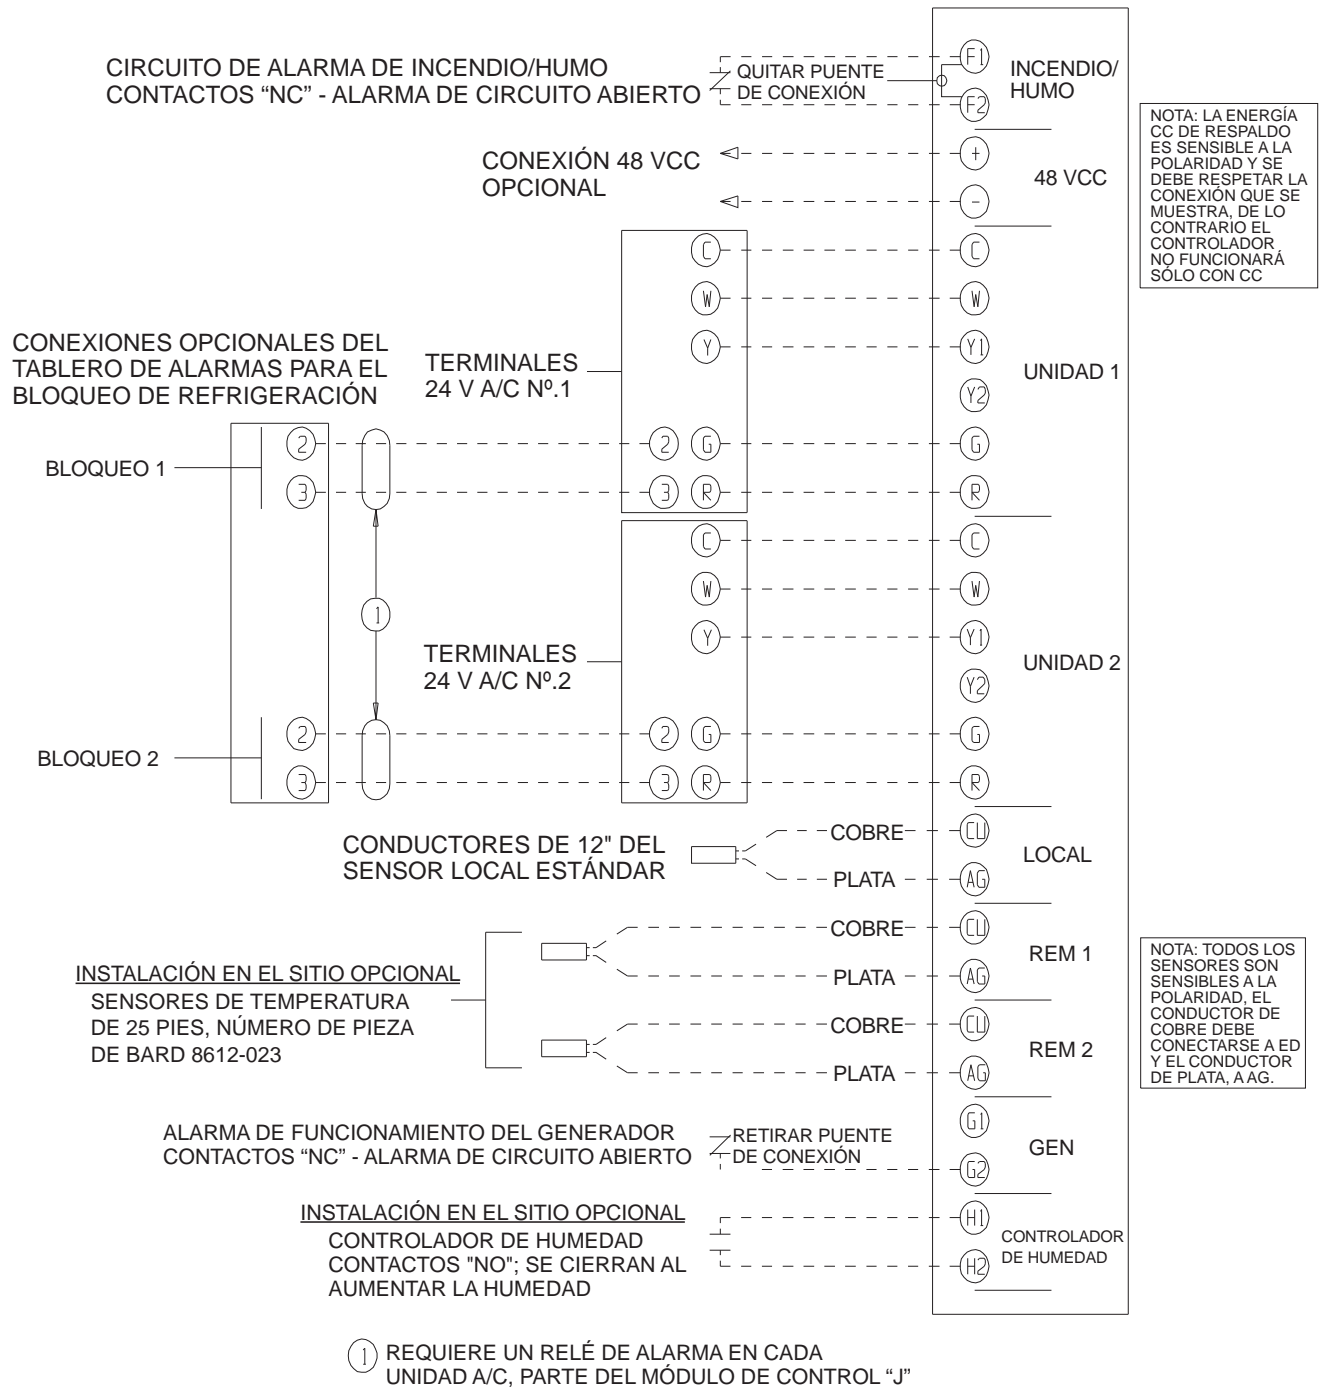 CIRCUITO DE ALARMA DE INCENDIO/HUMO
CONTACTOS “NC” - ALARMA DE CIRCUITO ABIERTO
QUITAR PUENTE
DE CONEXIÓN
F1
F2
INCENDIO/
HUMO
CONEXIÓN 48 VCC
OPCIONAL
+
-
48 VCC
NOTA: LA ENERGÍA
CC DE RESPALDO
ES SENSIBLE A LA
POLARIDAD Y SE
DEBE RESPETAR LA
CONEXIÓN QUE SE
MUESTRA, DE LO
CONTRARIO EL
CONTROLADOR
NO FUNCIONARÁ
SÓLO CON CC
CONEXIONES OPCIONALES DEL
TABLERO DE ALARMAS PARA EL
BLOQUEO DE REFRIGERACIÓN
BLOQUEO 1
2
3
1
TERMINALES
24 V A/C Nº.1
C
W
Y
2 G
3 R
C
W
Y1
Y2
G
R
UNIDAD 1
BLOQUEO 2
2
3
TERMINALES
24 V A/C Nº.2
C
W
Y
2 G
3 R
C
W
Y1
Y2
G
R
UNIDAD 2
CONDUCTORES DE 12" DEL
SENSOR LOCAL ESTÁNDAR
COBRE CU
PLATA AG
LOCAL
INSTALACIÓN EN EL SITIO OPCIONAL
SENSORES DE TEMPERATURA
DE 25 PIES, NÚMERO DE PIEZA
DE BARD 8612-023
COBRE CU
PLATA AG
REM 1
COBRE CU
PLATA AG
REM 2
NOTA: TODOS LOS
SENSORES SON
SENSIBLES A LA
POLARIDAD, EL
CONDUCTOR DE
COBRE DEBE
CONECTARSE A ED
Y EL CONDUCTOR
DE PLATA, A AG.
ALARMA DE FUNCIONAMIENTO DEL GENERADOR
CONTACTOS “NC” - ALARMA DE CIRCUITO ABIERTO
RETIRAR PUENTE
DE CONEXIÓN
G1
G2
GEN
INSTALACIÓN EN EL SITIO OPCIONAL
CONTROLADOR DE HUMEDAD
CONTACTOS "NO"; SE CIERRAN AL
AUMENTAR LA HUMEDAD
H1
H2
CONTROLADOR
DE HUMEDAD
1 REQUIERE UN RELÉ DE ALARMA EN CADA
UNIDAD A/C, PARTE DEL MÓDULO DE CONTROL “J”